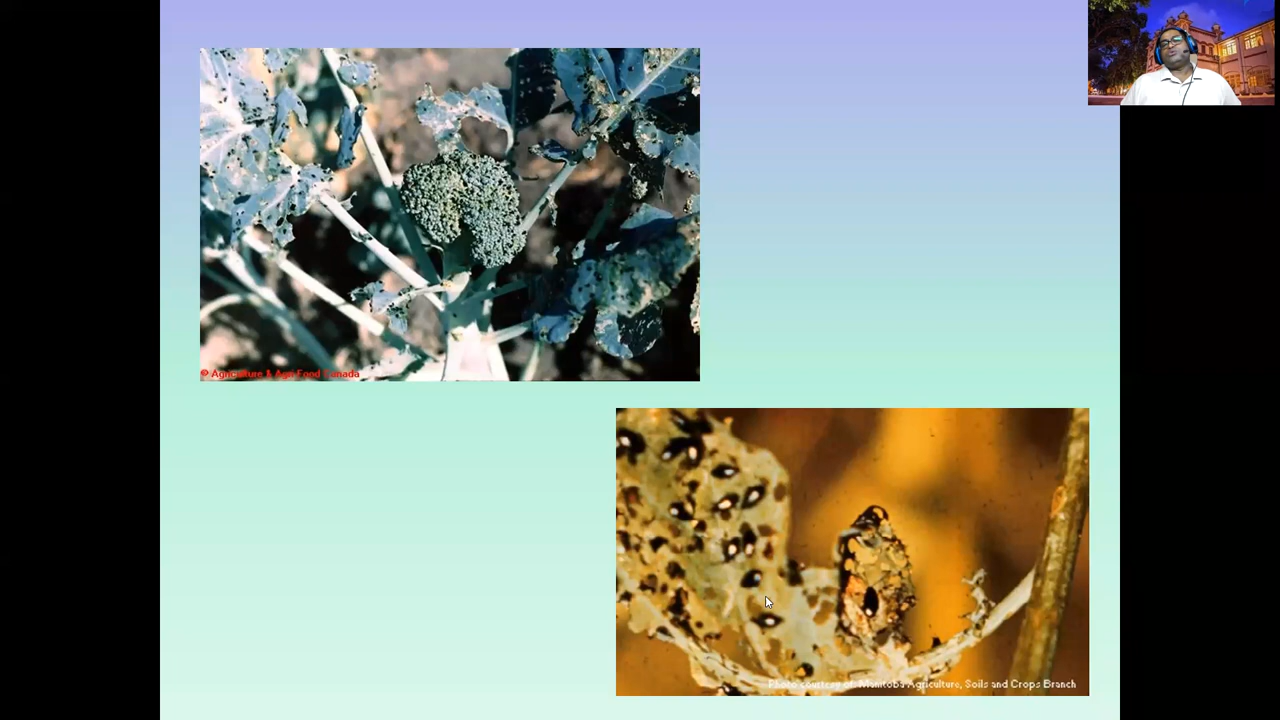 © Agriculture & Agri-Food Canada
Photo courtesy of: Manitoba Agriculture, Soils and Crops Branch